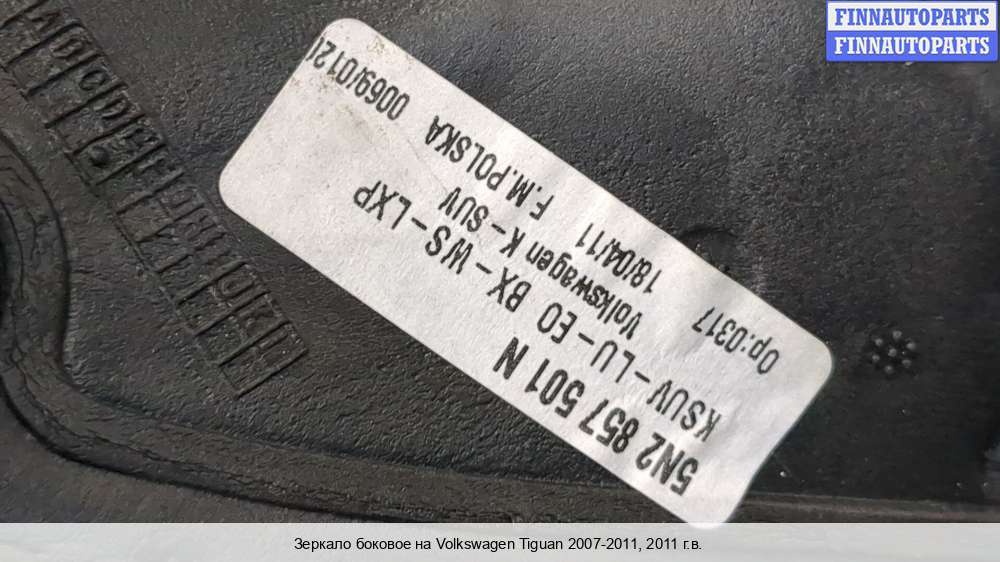 FINNAUTOPARTS
FINNAUTOPARTS
5N2 857 501 N
KSUV-LU-EO BX-WS-LXP
Volkswagen K-SUV
18/04/11 F.M.POLSKA 0069/012
Op:0317
Зеркало боковое на Volkswagen Tiguan 2007-2011, 2011 г.в.